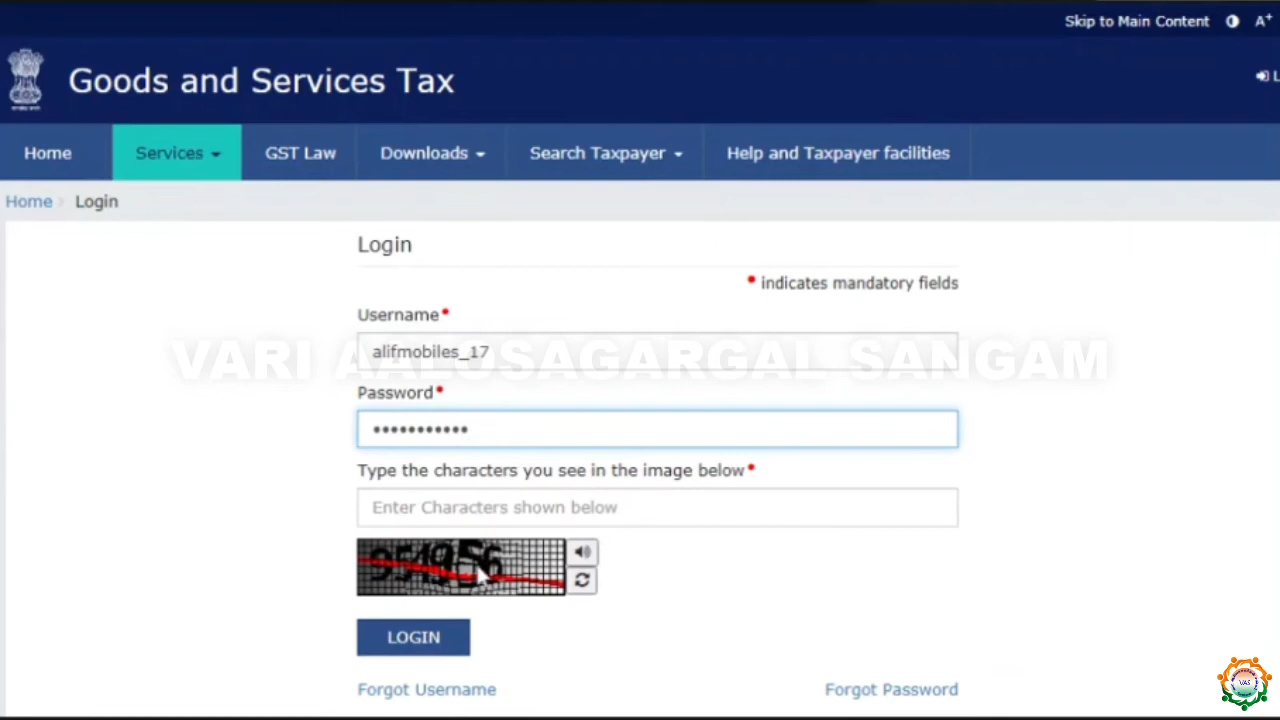 Skip to Main Content A+
Goods and Services Tax
Home Services GST Law Downloads Search Taxpayer Help and Taxpayer facilities
Home Login
Login
* indicates mandatory fields
Username*
alifmobiles_17
VARI AALOSAGARGAL SANGAM
Password*
•••••••••••
Type the characters you see in the image below*
Enter Characters shown below
LOGIN
Forgot Username Forgot Password
VAS